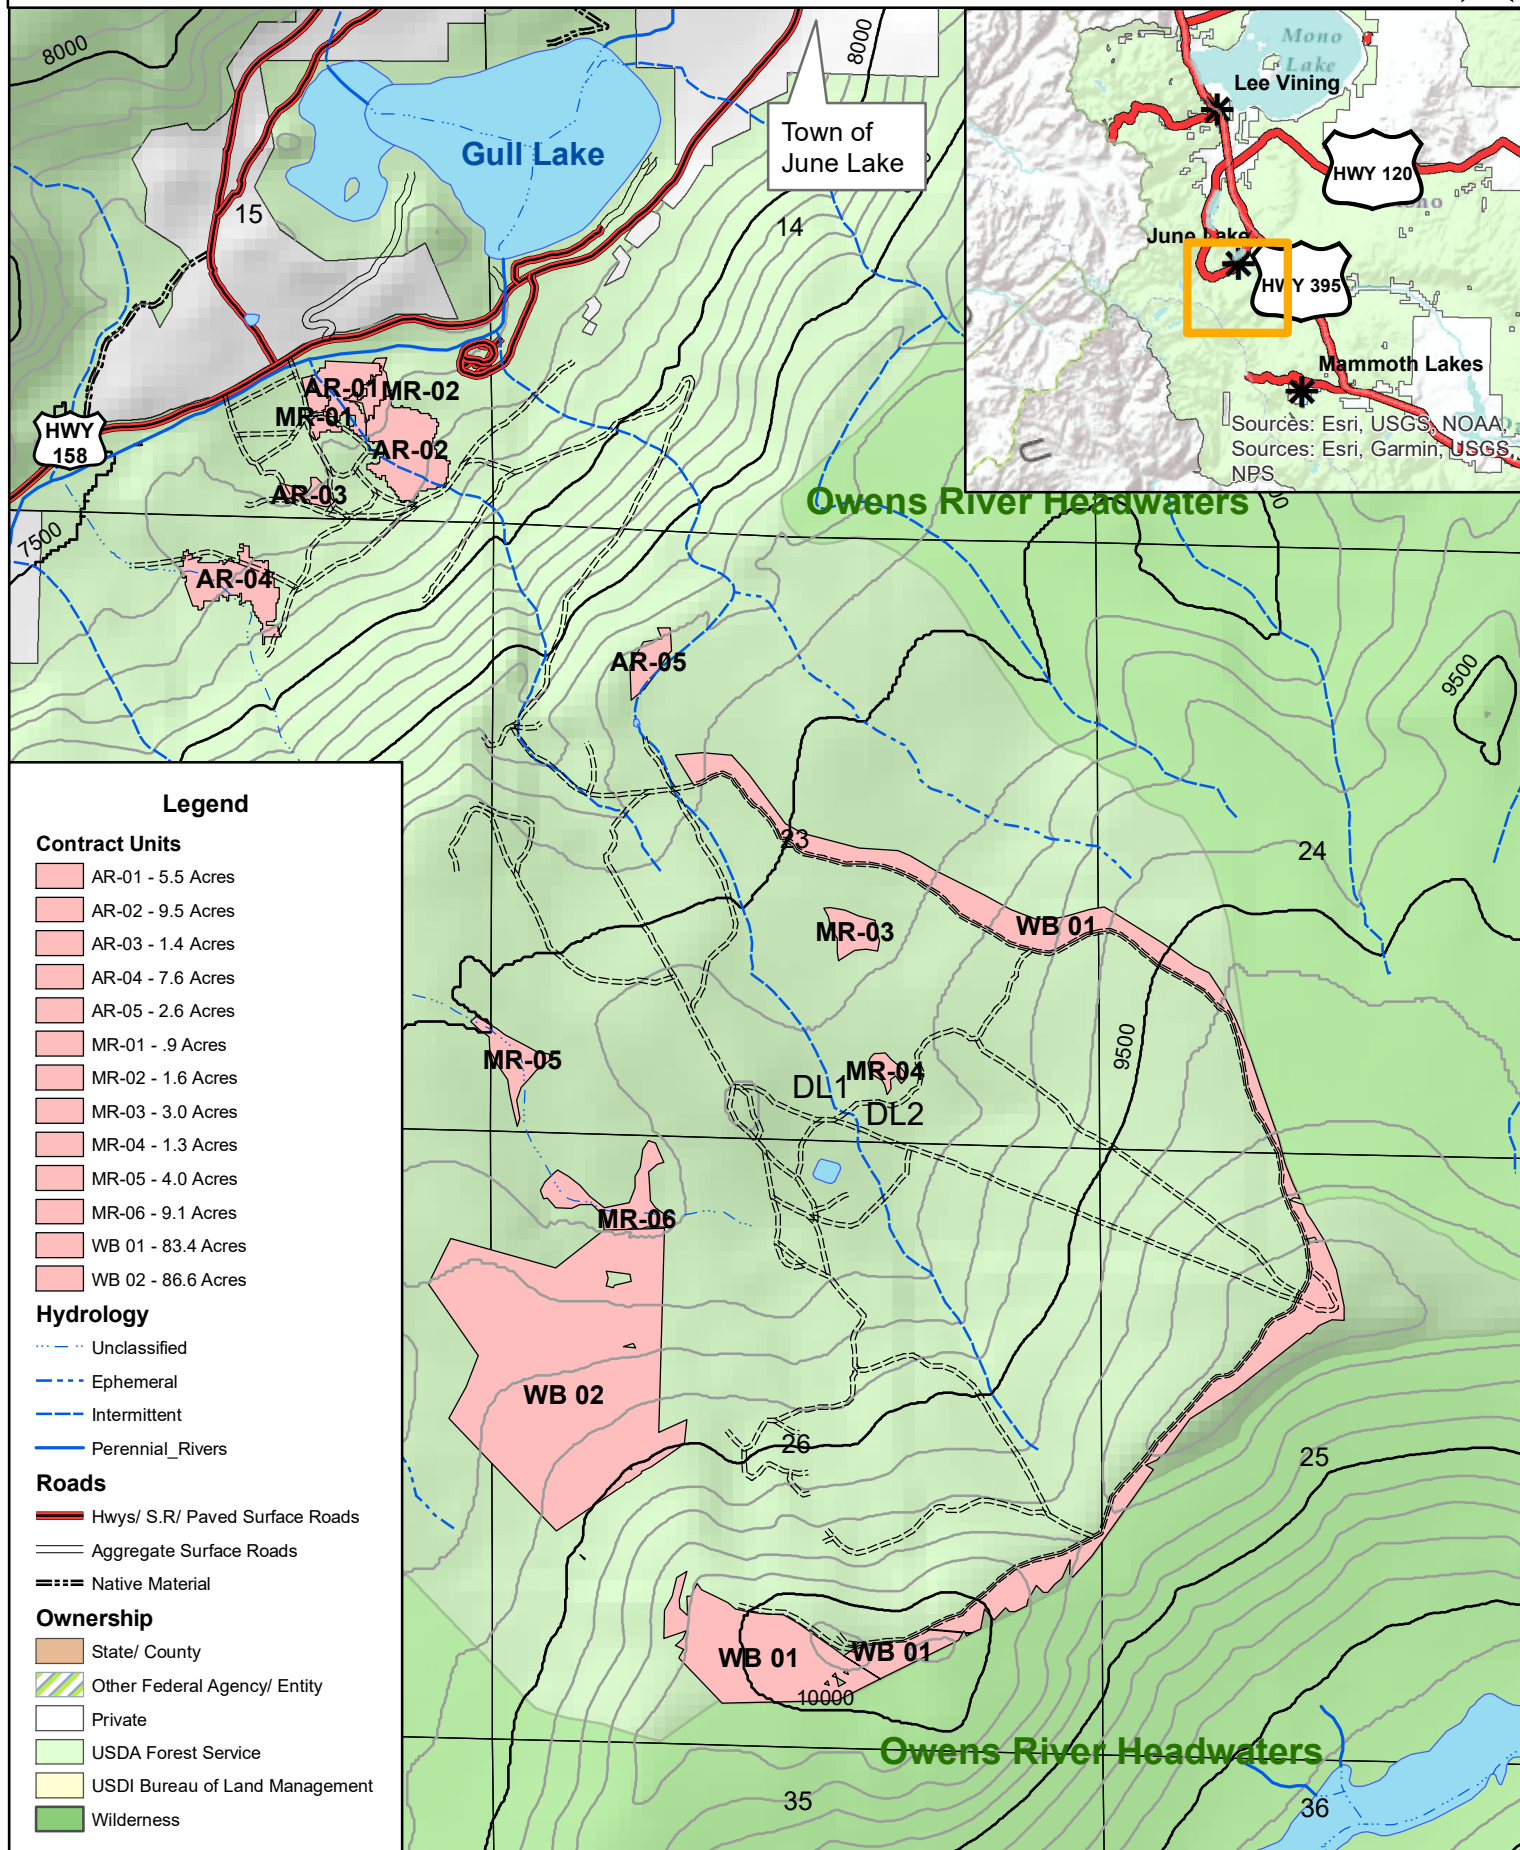 8000
8000
Gull Lake
Town of
June Lake
15
14
Mono
Lake
Lee Vining
HWY 120
June Lake
HWY 395
Mammoth Lakes
Sources: Esri, USGS, NOAA,
Sources: Esri, Garmin, USGS,
NPS
AR-01
MR-02
MR-01
AR-02
HWY
158
AR-03
7500
AR-04
Owens River Headwaters
AR-05
9500
23
24
MR-03
WB 01
MR-05
9500
MR-04
DL1
DL2
MR-06
WB 02
26
25
WB 01
WB 01
10000
Owens River Headwaters
35
36
Legend
Contract Units
AR-01 - 5.5 Acres
AR-02 - 9.5 Acres
AR-03 - 1.4 Acres
AR-04 - 7.6 Acres
AR-05 - 2.6 Acres
MR-01 - .9 Acres
MR-02 - 1.6 Acres
MR-03 - 3.0 Acres
MR-04 - 1.3 Acres
MR-05 - 4.0 Acres
MR-06 - 9.1 Acres
WB 01 - 83.4 Acres
WB 02 - 86.6 Acres
Hydrology
Unclassified
Ephemeral
Intermittent
Perennial_Rivers
Roads
Hwys/ S.R/ Paved Surface Roads
Aggregate Surface Roads
Native Material
Ownership
State/ County
Other Federal Agency/ Entity
Private
USDA Forest Service
USDI Bureau of Land Management
Wilderness